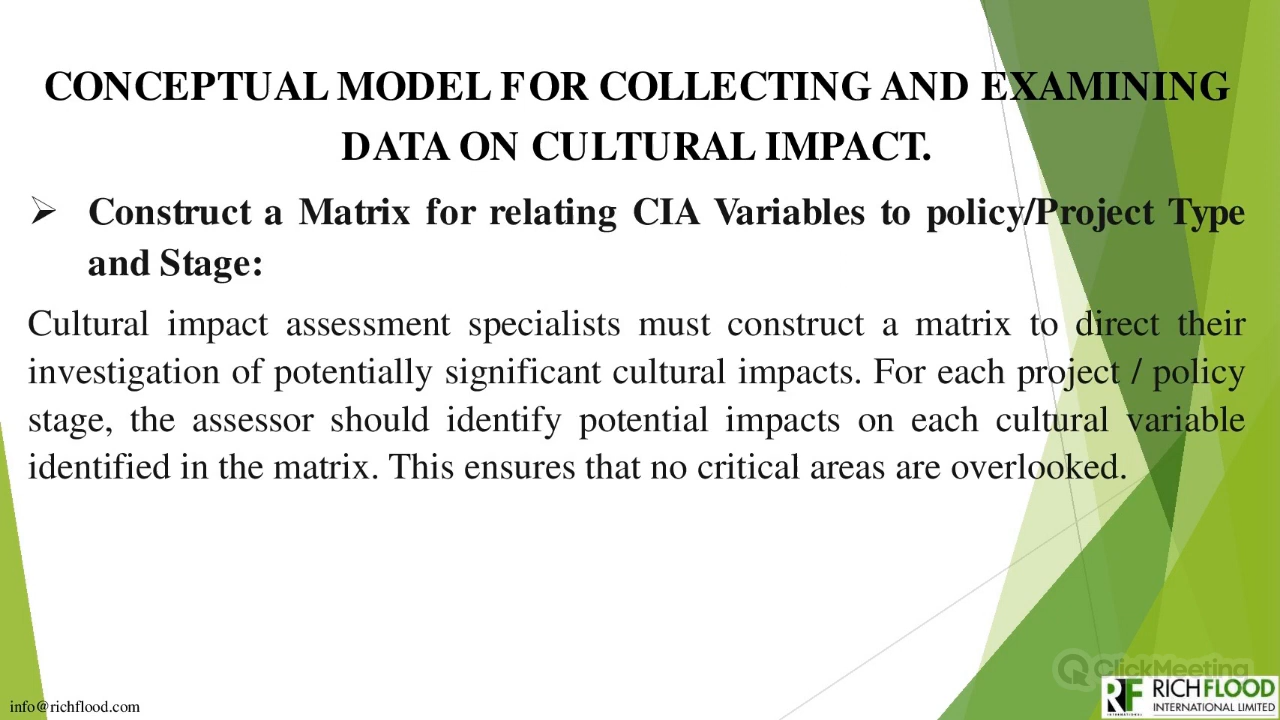 CONCEPTUAL MODEL FOR COLLECTING AND EXAMINING
DATA ON CULTURAL IMPACT.
➢ Construct a Matrix for relating CIA Variables to policy/Project Type
and Stage:
Cultural impact assessment specialists must construct a matrix to direct their
investigation of potentially significant cultural impacts. For each project / policy
stage, the assessor should identify potential impacts on each cultural variable
identified in the matrix. This ensures that no critical areas are overlooked.
ClickMeeting
RF RICHFLOOD
INTERNATIONAL LIMITED
info@richflood.com